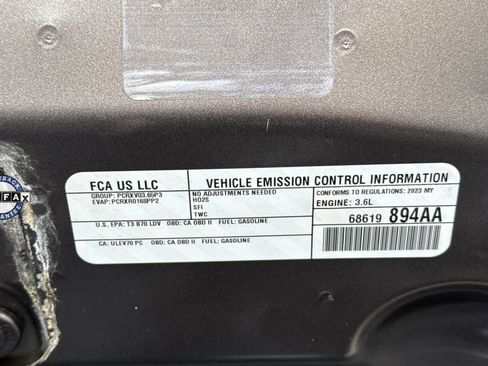 FCA US LLC
GROUP: PCRXV03.65P3
EVAP: PCRXR0168PP2
VEHICLE EMISSION CONTROL INFORMATION
NO ADJUSTMENTS NEEDED
HO2S
SFI
TWC
CONFORMS TO REGULATIONS: 2023 MY
ENGINE: 3.6L
68619 894AA
U.S. EPA: T3 B70 LDV OBD: CA OBD II FUEL: GASOLINE
CA: ULEV70 PC OBD: CA OBD II FUEL: GASOLINE